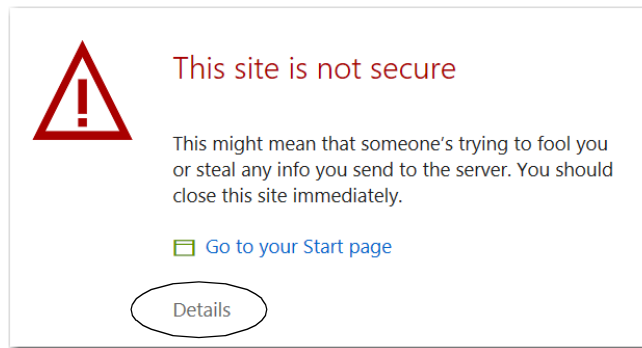 This site is not secure
This might mean that someone's trying to fool you
or steal any info you send to the server. You should
close this site immediately.
Go to your Start page
Details